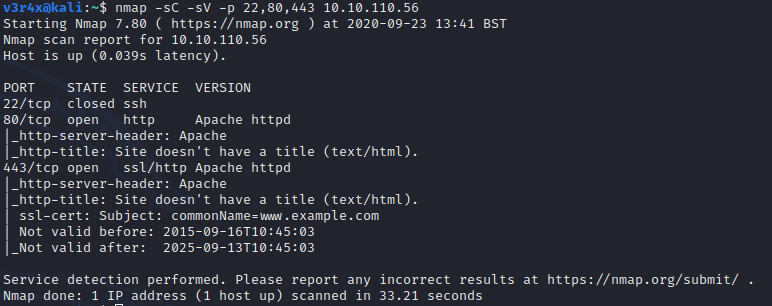 v3r4x@kali:~$ nmap -sC -sV -p 22,80,443 10.10.110.56
Starting Nmap 7.80 ( https://nmap.org ) at 2020-09-23 13:41 BST
Nmap scan report for 10.10.110.56
Host is up (0.039s latency).
PORT    STATE  SERVICE  VERSION
22/tcp  closed ssh
80/tcp  open   http     Apache httpd
|_http-server-header: Apache
|_http-title: Site doesn't have a title (text/html).
443/tcp open   ssl/http Apache httpd
|_http-server-header: Apache
|_http-title: Site doesn't have a title (text/html).
| ssl-cert: Subject: commonName=www.example.com
| Not valid before: 2015-09-16T10:45:03
|_Not valid after:  2025-09-13T10:45:03
Service detection performed. Please report any incorrect results at https://nmap.org/submit/ .
Nmap done: 1 IP address (1 host up) scanned in 33.21 seconds